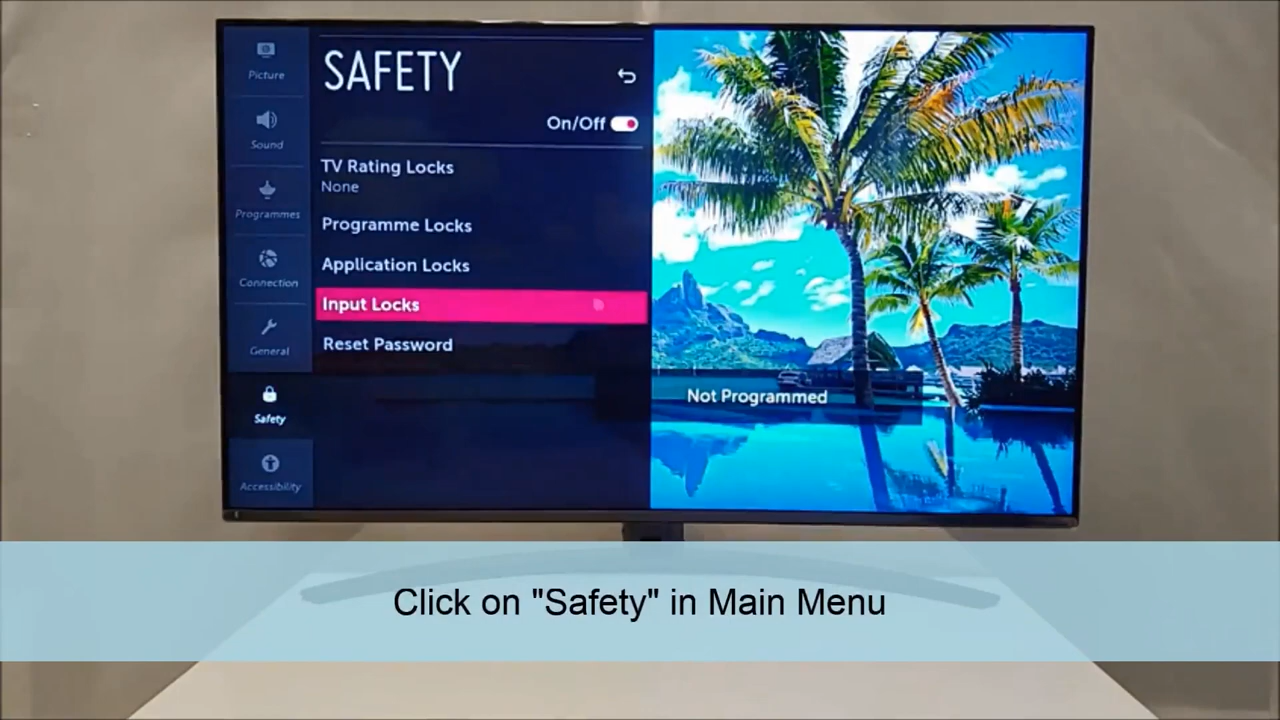 Picture
Sound
Programmes
Connection
General
Safety
Accessibility
SAFETY
On/Off
TV Rating Locks
None
Programme Locks
Application Locks
Input Locks
Reset Password
Not Programmed
Click on "Safety" in Main Menu